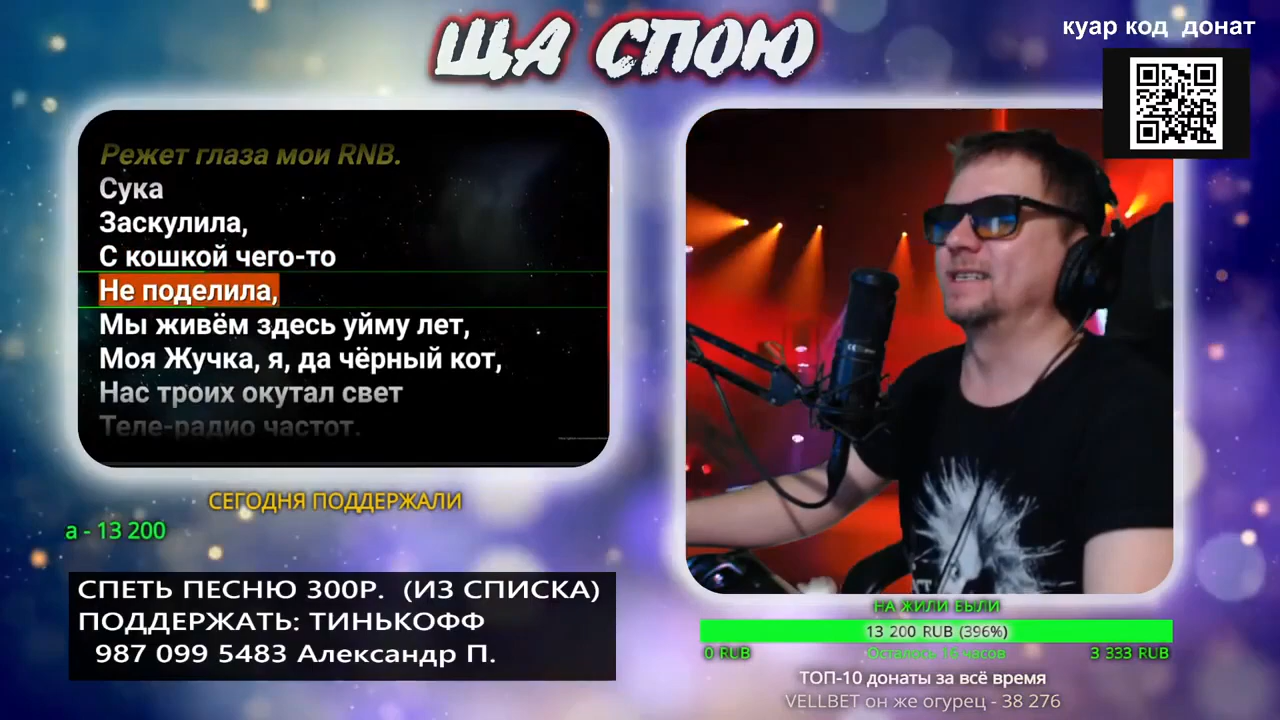 ЩА СПОЮ
куар код донат
Режет глаза мои RNB.
Сука
Заскулила,
С кошкой чего-то
Не поделила,
Мы живём здесь уйму лет,
Моя Жучка, я, да чёрный кот,
Нас троих окутал свет
Теле-радио частот.
СЕГОДНЯ ПОДДЕРЖАЛИ
а - 13 200
СПЕТЬ ПЕСНЮ 300Р. (ИЗ СПИСКА)
ПОДДЕРЖАТЬ: ТИНЬКОФФ
987 099 5483 Александр П.
НА ЖИЛИ БЫЛИ
13 200 RUB (396%)
0 RUB
Осталось 16 часов
3 333 RUB
ТОП-10 донаты за всё время
VELLBET он же огурец - 38 276